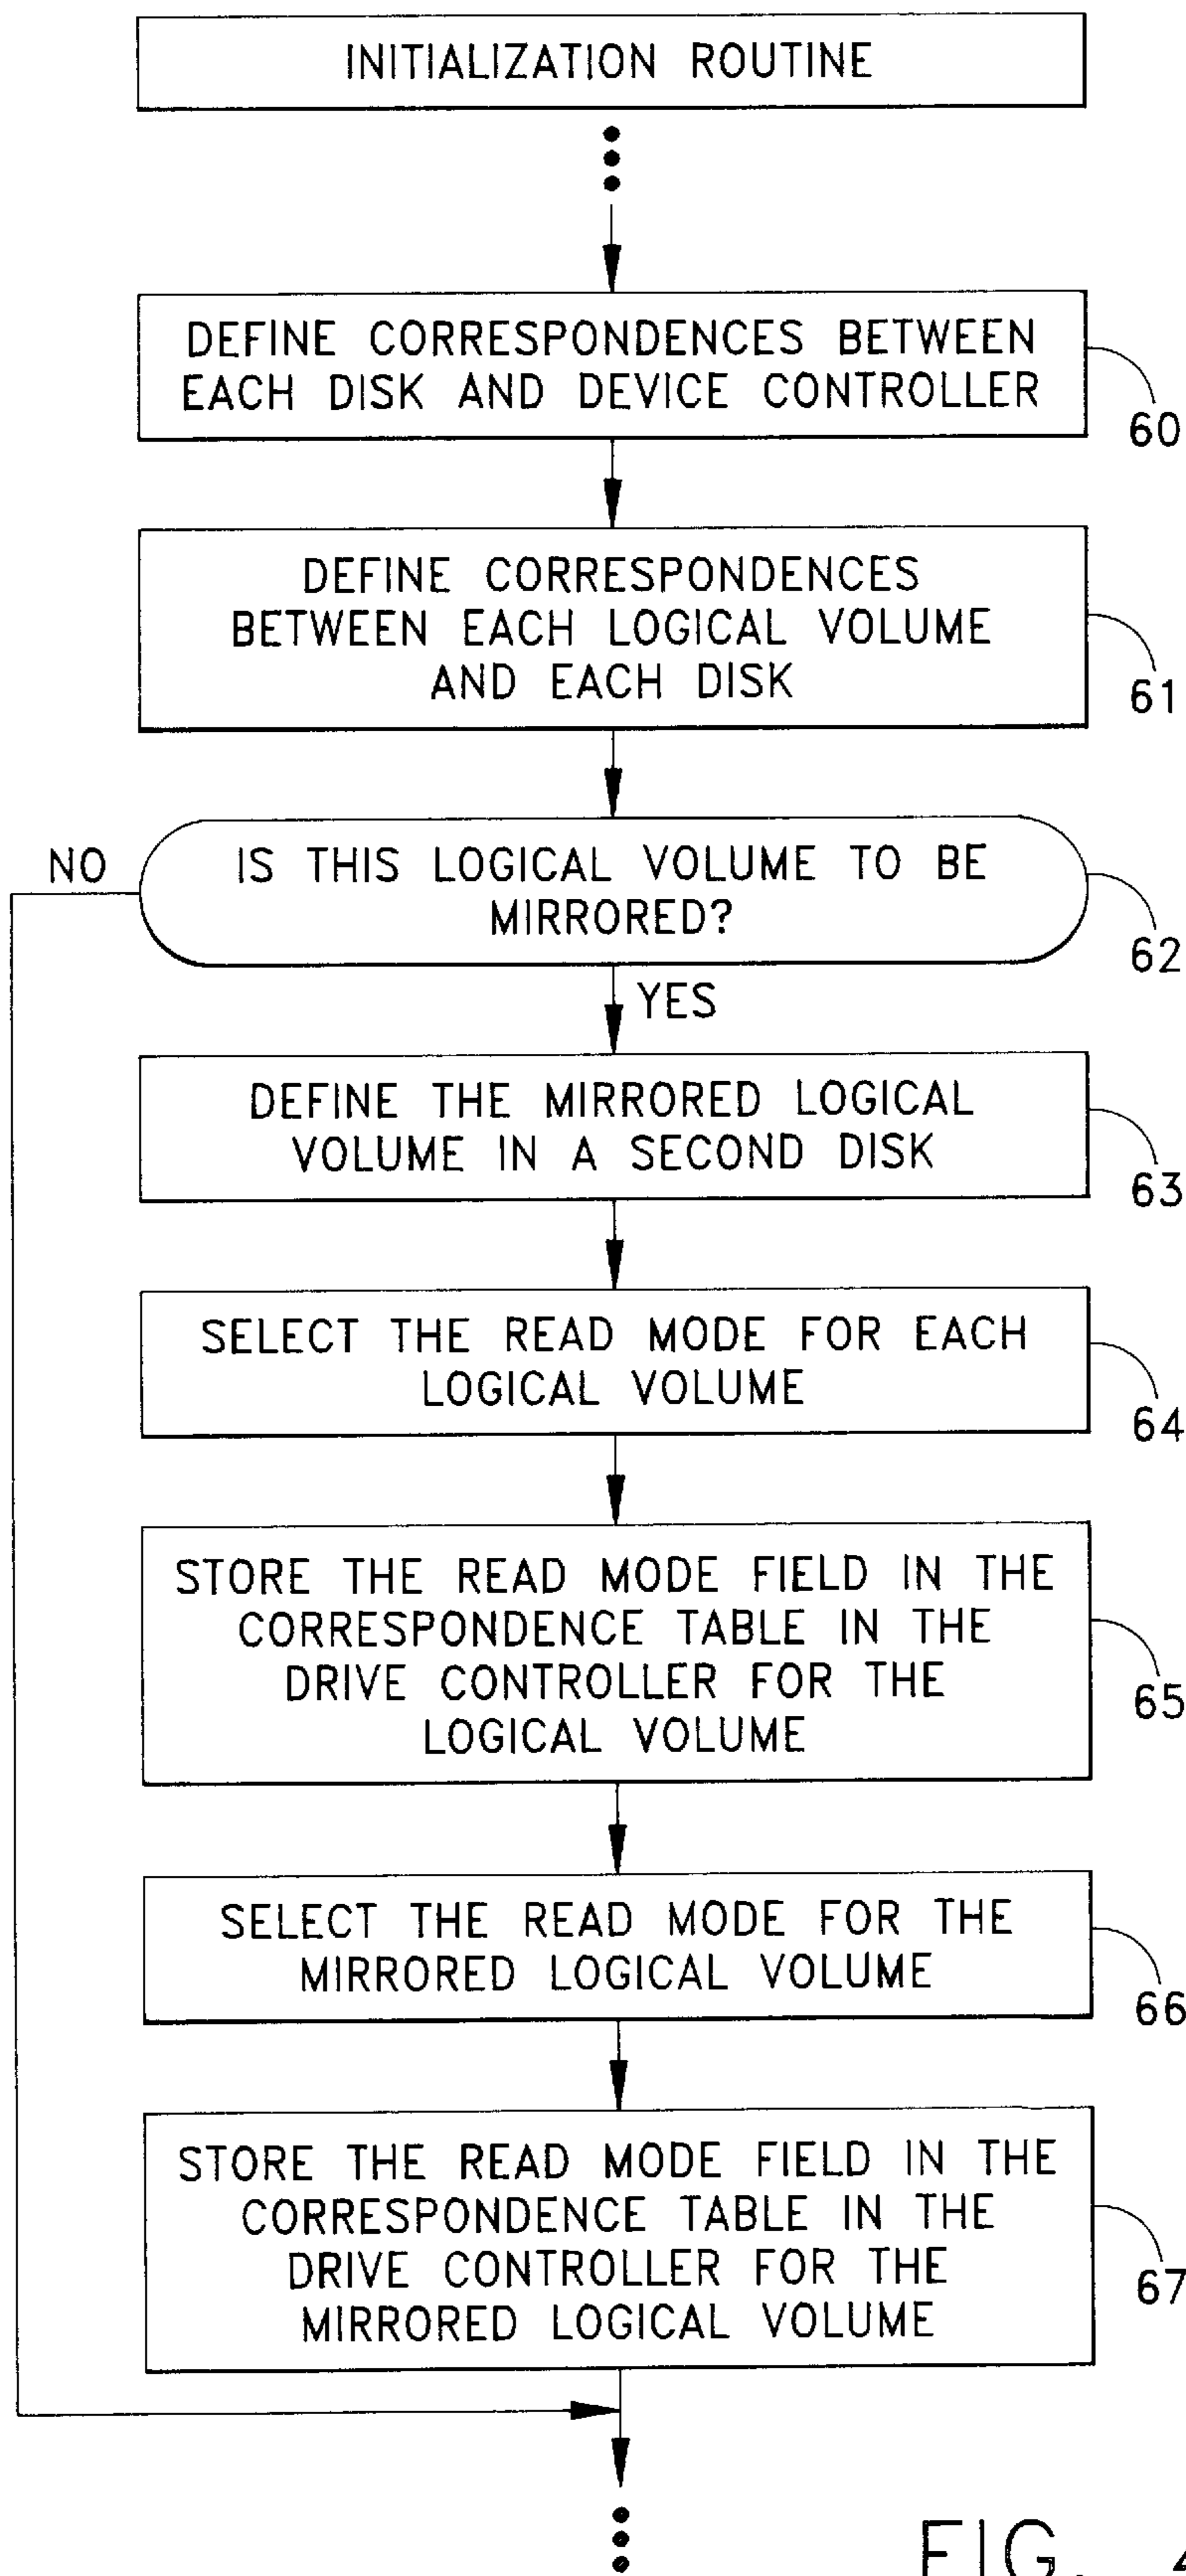 INITIALIZATION ROUTINE
DEFINE CORRESPONDENCES BETWEEN
EACH DISK AND DEVICE CONTROLLER
60
DEFINE CORRESPONDENCES
BETWEEN EACH LOGICAL VOLUME
AND EACH DISK
61
NO
IS THIS LOGICAL VOLUME TO BE
MIRRORED?
62
YES
DEFINE THE MIRRORED LOGICAL
VOLUME IN A SECOND DISK
63
SELECT THE READ MODE FOR EACH
LOGICAL VOLUME
64
STORE THE READ MODE FIELD IN THE
CORRESPONDENCE TABLE IN THE
DRIVE CONTROLLER FOR THE
LOGICAL VOLUME
65
SELECT THE READ MODE FOR THE
MIRRORED LOGICAL VOLUME
66
STORE THE READ MODE FIELD IN THE
CORRESPONDENCE TABLE IN THE
DRIVE CONTROLLER FOR THE
MIRRORED LOGICAL VOLUME
67
FIG. 4